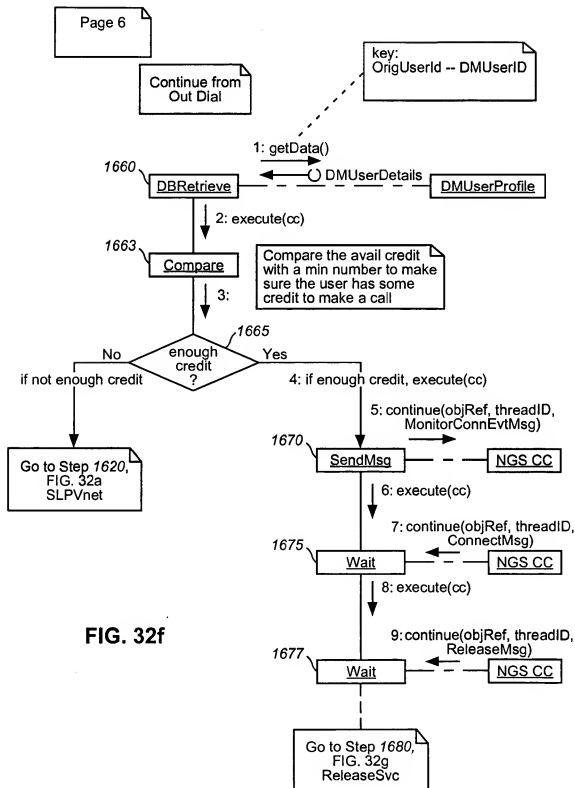 Page 6
Continue from
Out Dial
key:
OrigUserId -- DMUserID
1: getData()
DMUserDetails
1660
DBRetrieve
DMUserProfile
2: execute(cc)
1663
Compare
Compare the avail credit
with a min number to make
sure the user has some
credit to make a call
3:
1665
enough
credit
?
No
Yes
if not enough credit
4: if enough credit, execute(cc)
5: continue(objRef, threadID,
MonitorConnEvtMsg)
Go to Step 1620,
FIG. 32a
SLPVnet
1670
SendMsg
NGS CC
6: execute(cc)
7: continue(objRef, threadID,
ConnectMsg)
1675
Wait
NGS CC
8: execute(cc)
9: continue(objRef, threadID,
ReleaseMsg)
1677
Wait
NGS CC
FIG. 32f
Go to Step 1680,
FIG. 32g
ReleaseSvc